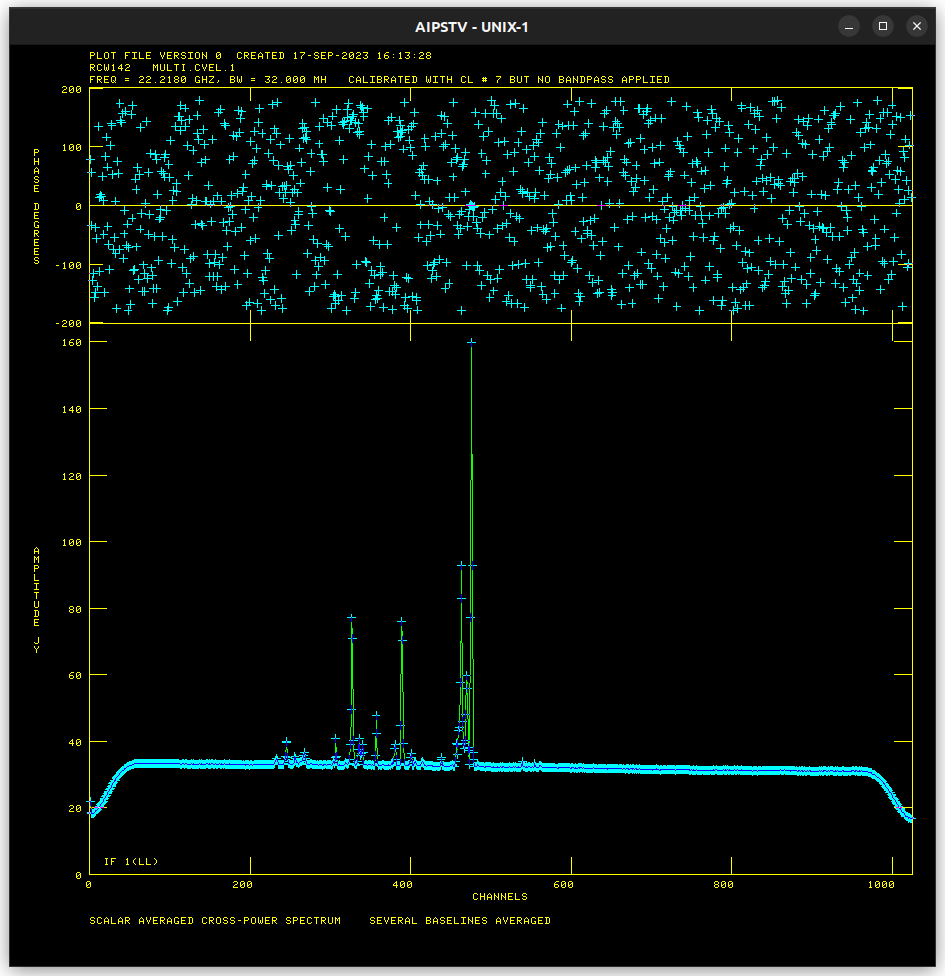 AIPSTV - UNIX-1
PLOT FILE VERSION 0 CREATED 17-SEP-2023 16:13:28
RCW142 MULTI.CVEL.1
FREQ = 22.2180 GHZ, BW = 32.000 MH CALIBRATED WITH CL # 7 BUT NO BANDPASS APPLIED
200
100
0
-100
-200
PHASE DEGREES
160
140
120
100
80
60
40
20
0
AMPLITUDE JY
IF 1(LL)
0 200 400 600 800 1000
CHANNELS
SCALAR AVERAGED CROSS-POWER SPECTRUM SEVERAL BASELINES AVERAGED